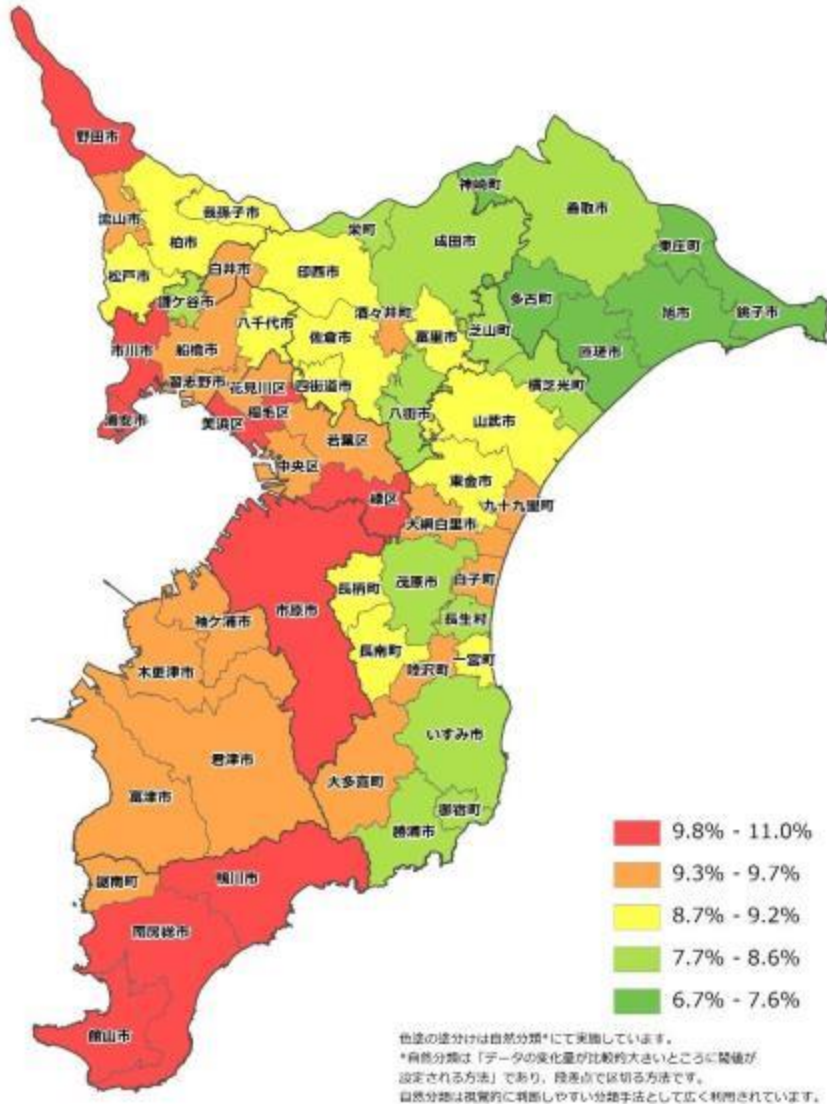 野田市
流山市
我孫子市
柏市
松戸市
白井市
鎌ケ谷市
市川市
船橋市
八千代市
習志野市
花見川区
浦安市
美浜区
稲毛区
若葉区
中央区
緑区
栄町
印西市
成田市
神崎町
香取市
東庄町
多古町
旭市
銚子市
匝瑳市
酒々井町
佐倉市
富里市
芝山町
四街道市
八街市
横芝光町
山武市
東金市
九十九里町
大網白里市
白子町
市原市
長柄町
茂原市
長生村
長南町
睦沢町
一宮町
袖ケ浦市
木更津市
君津市
富津市
大多喜町
いすみ市
御宿町
勝浦市
鋸南町
鴨川市
南房総市
館山市
9.8% - 11.0%
9.3% - 9.7%
8.7% - 9.2%
7.7% - 8.6%
6.7% - 7.6%
色塗の塗分けは自然分類*にて実施しています。
*自然分類は「データの変化量が比較的大きいところに閾値が
設定される方法」であり、段差点で区切る方法です。
自然分類は視覚的に判断しやすい分類手法として広く利用されています。